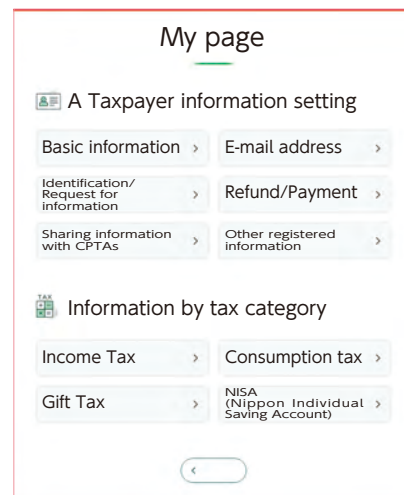 My page
A Taxpayer information setting
Basic information
E-mail address
Identification/
Request for
information
Refund/Payment
Sharing information
with CPTAs
Other registered
information
TAX
Information by tax category
Income Tax
Consumption tax
Gift Tax
NISA
(Nippon Individual
Saving Account)